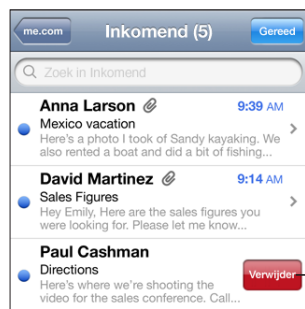 me.com
Inkomend (5)
Gereed
Zoek in Inkomend
Anna Larson
9:39 AM
Mexico vacation
Here's a photo I took of Sandy kayaking. We
also rented a boat and did a bit of fishing...
David Martinez
9:14 AM
Sales Figures
Hey Emily, Here are the sales figures you
were looking for. Please let me know...
Paul Cashman
Directions
Verwijder
Here's where we're shooting the
video for the sales conference. Call...